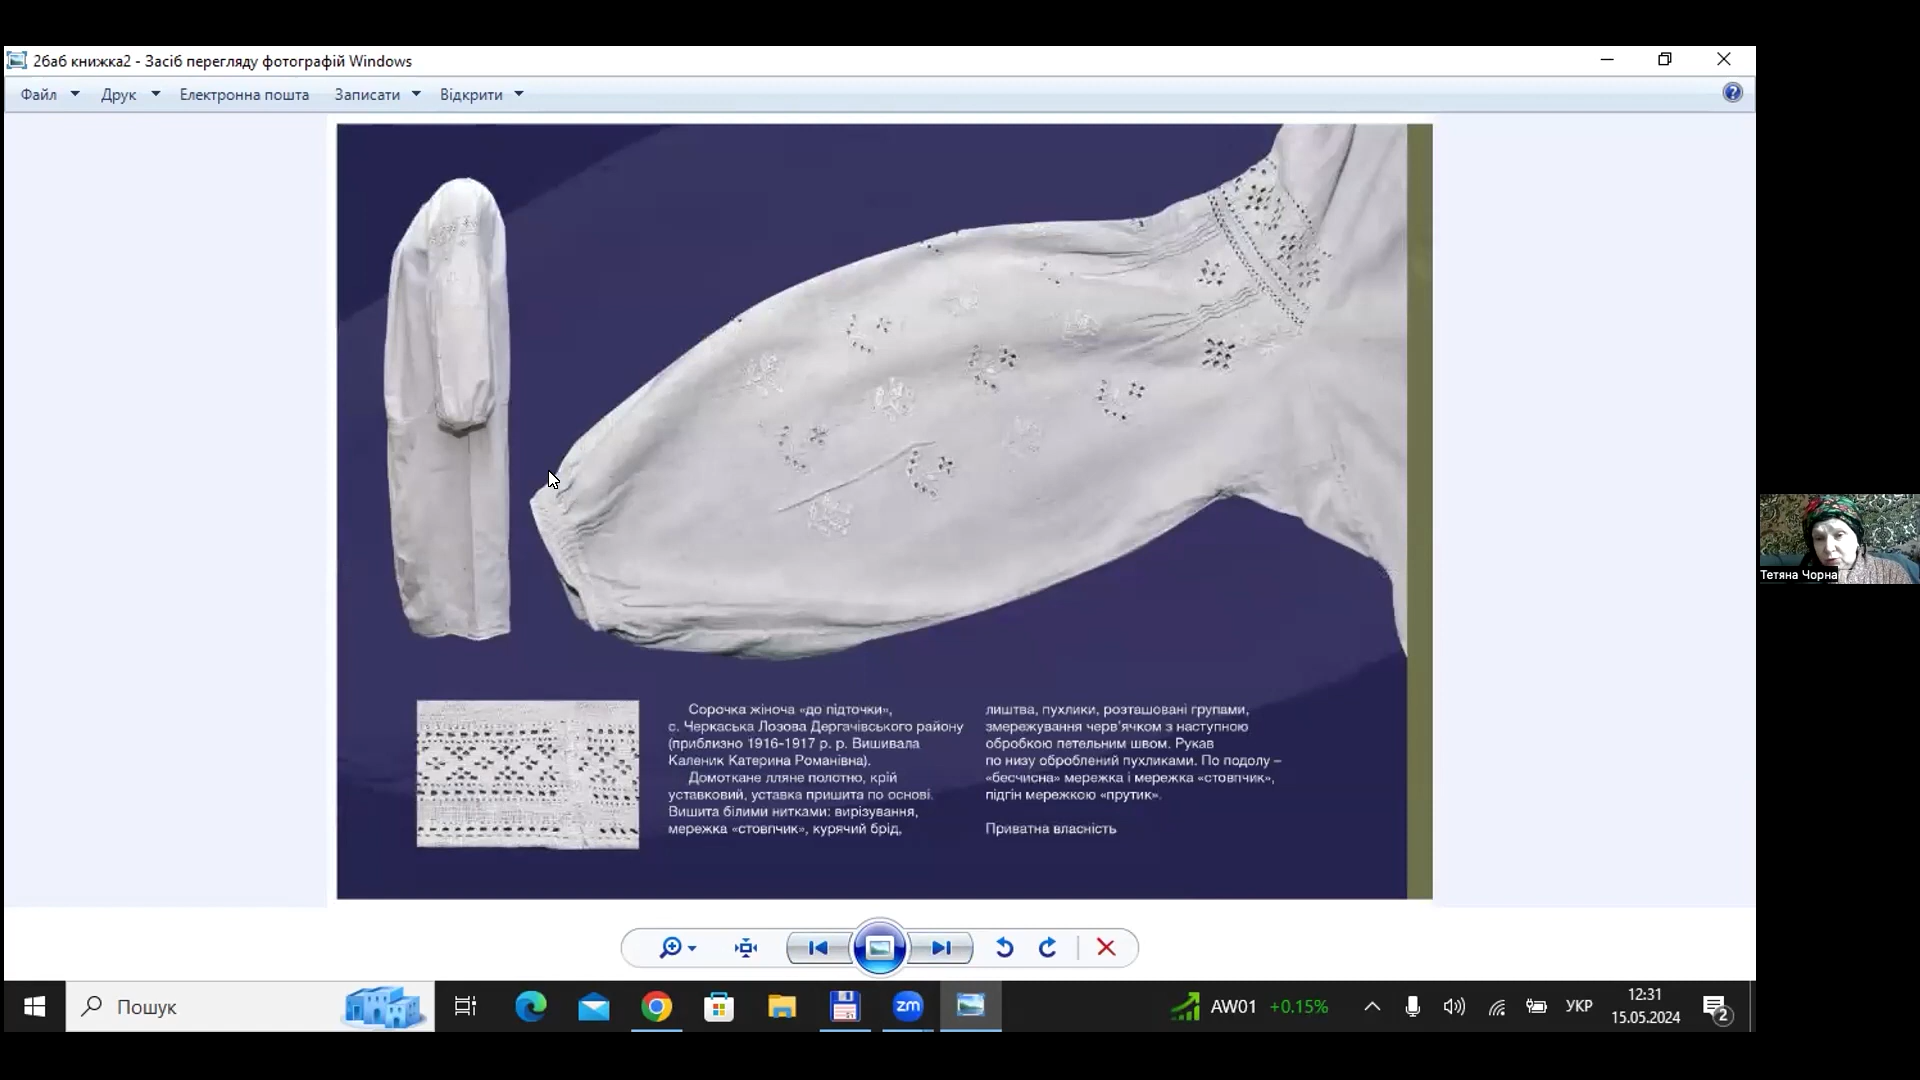 26аб книжка2 - Засіб перегляду фотографій Windows
Файл Друк Електронна пошта Записати Відкрити
Сорочка жіноча «до підточки»,
с. Черкаська Лозова Дергачівського району
(приблизно 1916-1917 р. р. Вишивала
Каленик Катерина Романівна).
Домоткане лляне полотно, крій
уставковий, уставка пришита по основі.
Вишита білими нитками: вирізування,
мережка «стовпчик», курячий брід,
лиштва, пухлики, розташовані групами,
змережування черв'ячком з наступною
обробкою петельним швом. Рукав
по низу оброблений пухликами. По подолу –
«бесчисна» мережка і мережка «стовпчик»,
підгін мережкою «прутик».
Приватна власність
Тетяна Чорна
Пошук
zm
AW01 +0.15%
УКР
12:31
15.05.2024
2